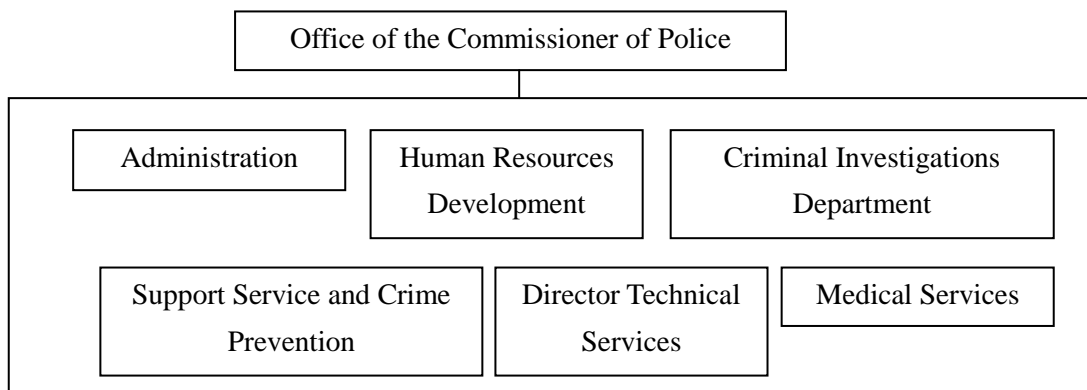 Office of the Commissioner of Police
Administration
Human Resources
Development
Criminal Investigations
Department
Support Service and Crime
Prevention
Director Technical
Services
Medical Services